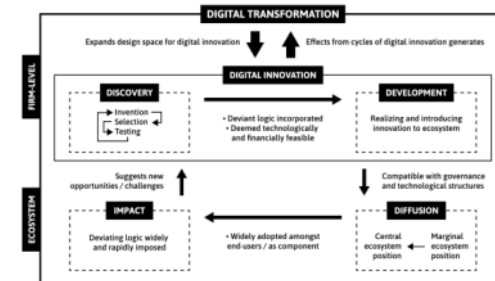 DIGITAL TRANSFORMATION
Expands design space for digital innovation
Effects from cycles of digital innovation generates
FIRM-LEVEL
DIGITAL INNOVATION
DISCOVERY
Invention
Selection
Testing
• Deviant logic incorporated
• Deemed technologically
and financially feasible
DEVELOPMENT
Realizing and introducing
innovation to ecosystem
Suggests new
opportunities / challenges
Compatible with governance
and technological structures
ECOSYSTEM
IMPACT
Deviating logic widely
and rapidly imposed
• Widely adopted amongst
end-users / as component
DIFFUSION
Central
ecosystem
position
Marginal
ecosystem
position